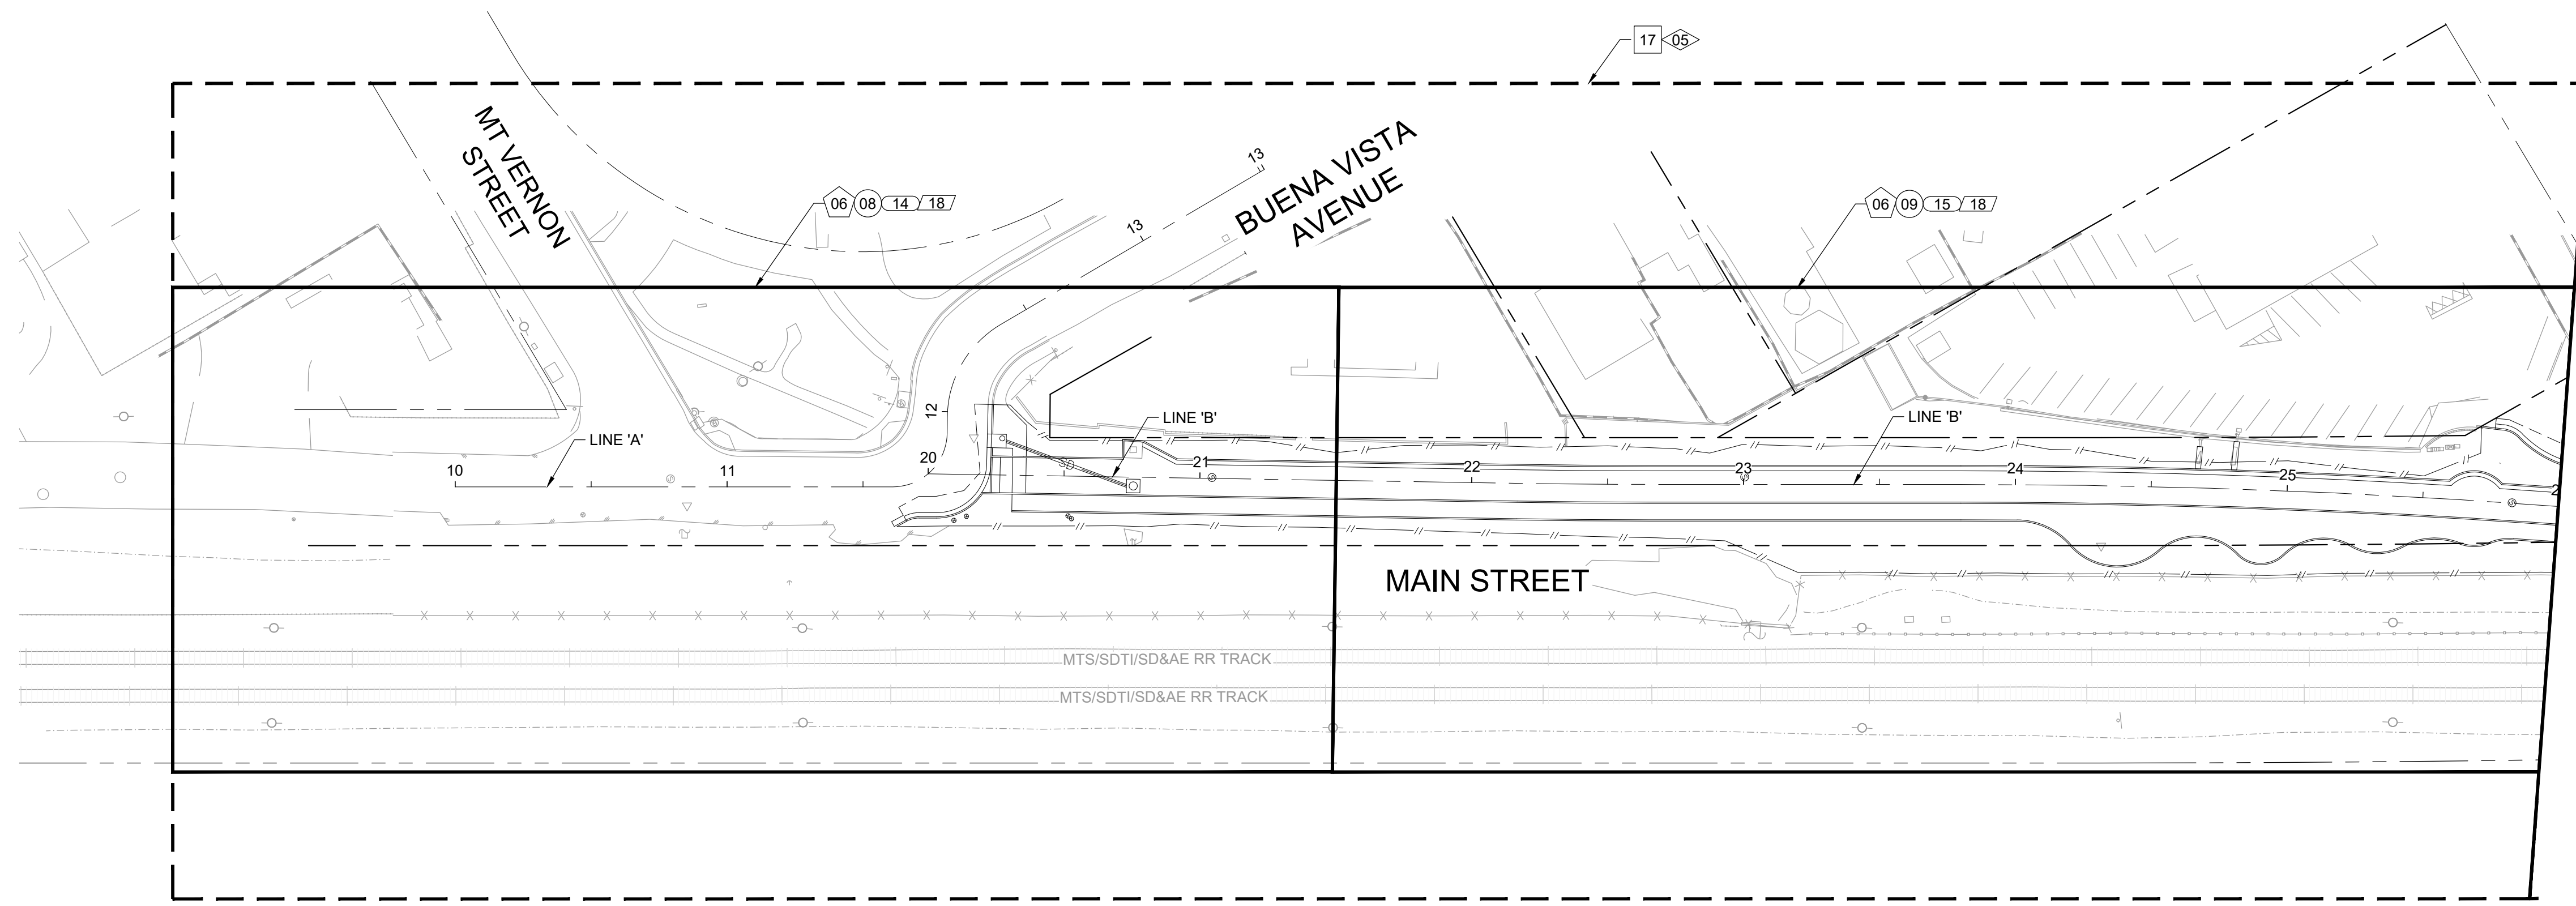 17 05
MT VERNON
STREET
BUENA VISTA
AVENUE
13
13
06 08 14 18
06 09 15 18
12
LINE 'A'
LINE 'B'
LINE 'B'
10
11
20
SD
21
22
23
24
25
2
MAIN STREET
MTS/SDTI/SD&AE RR TRACK
MTS/SDTI/SD&AE RR TRACK